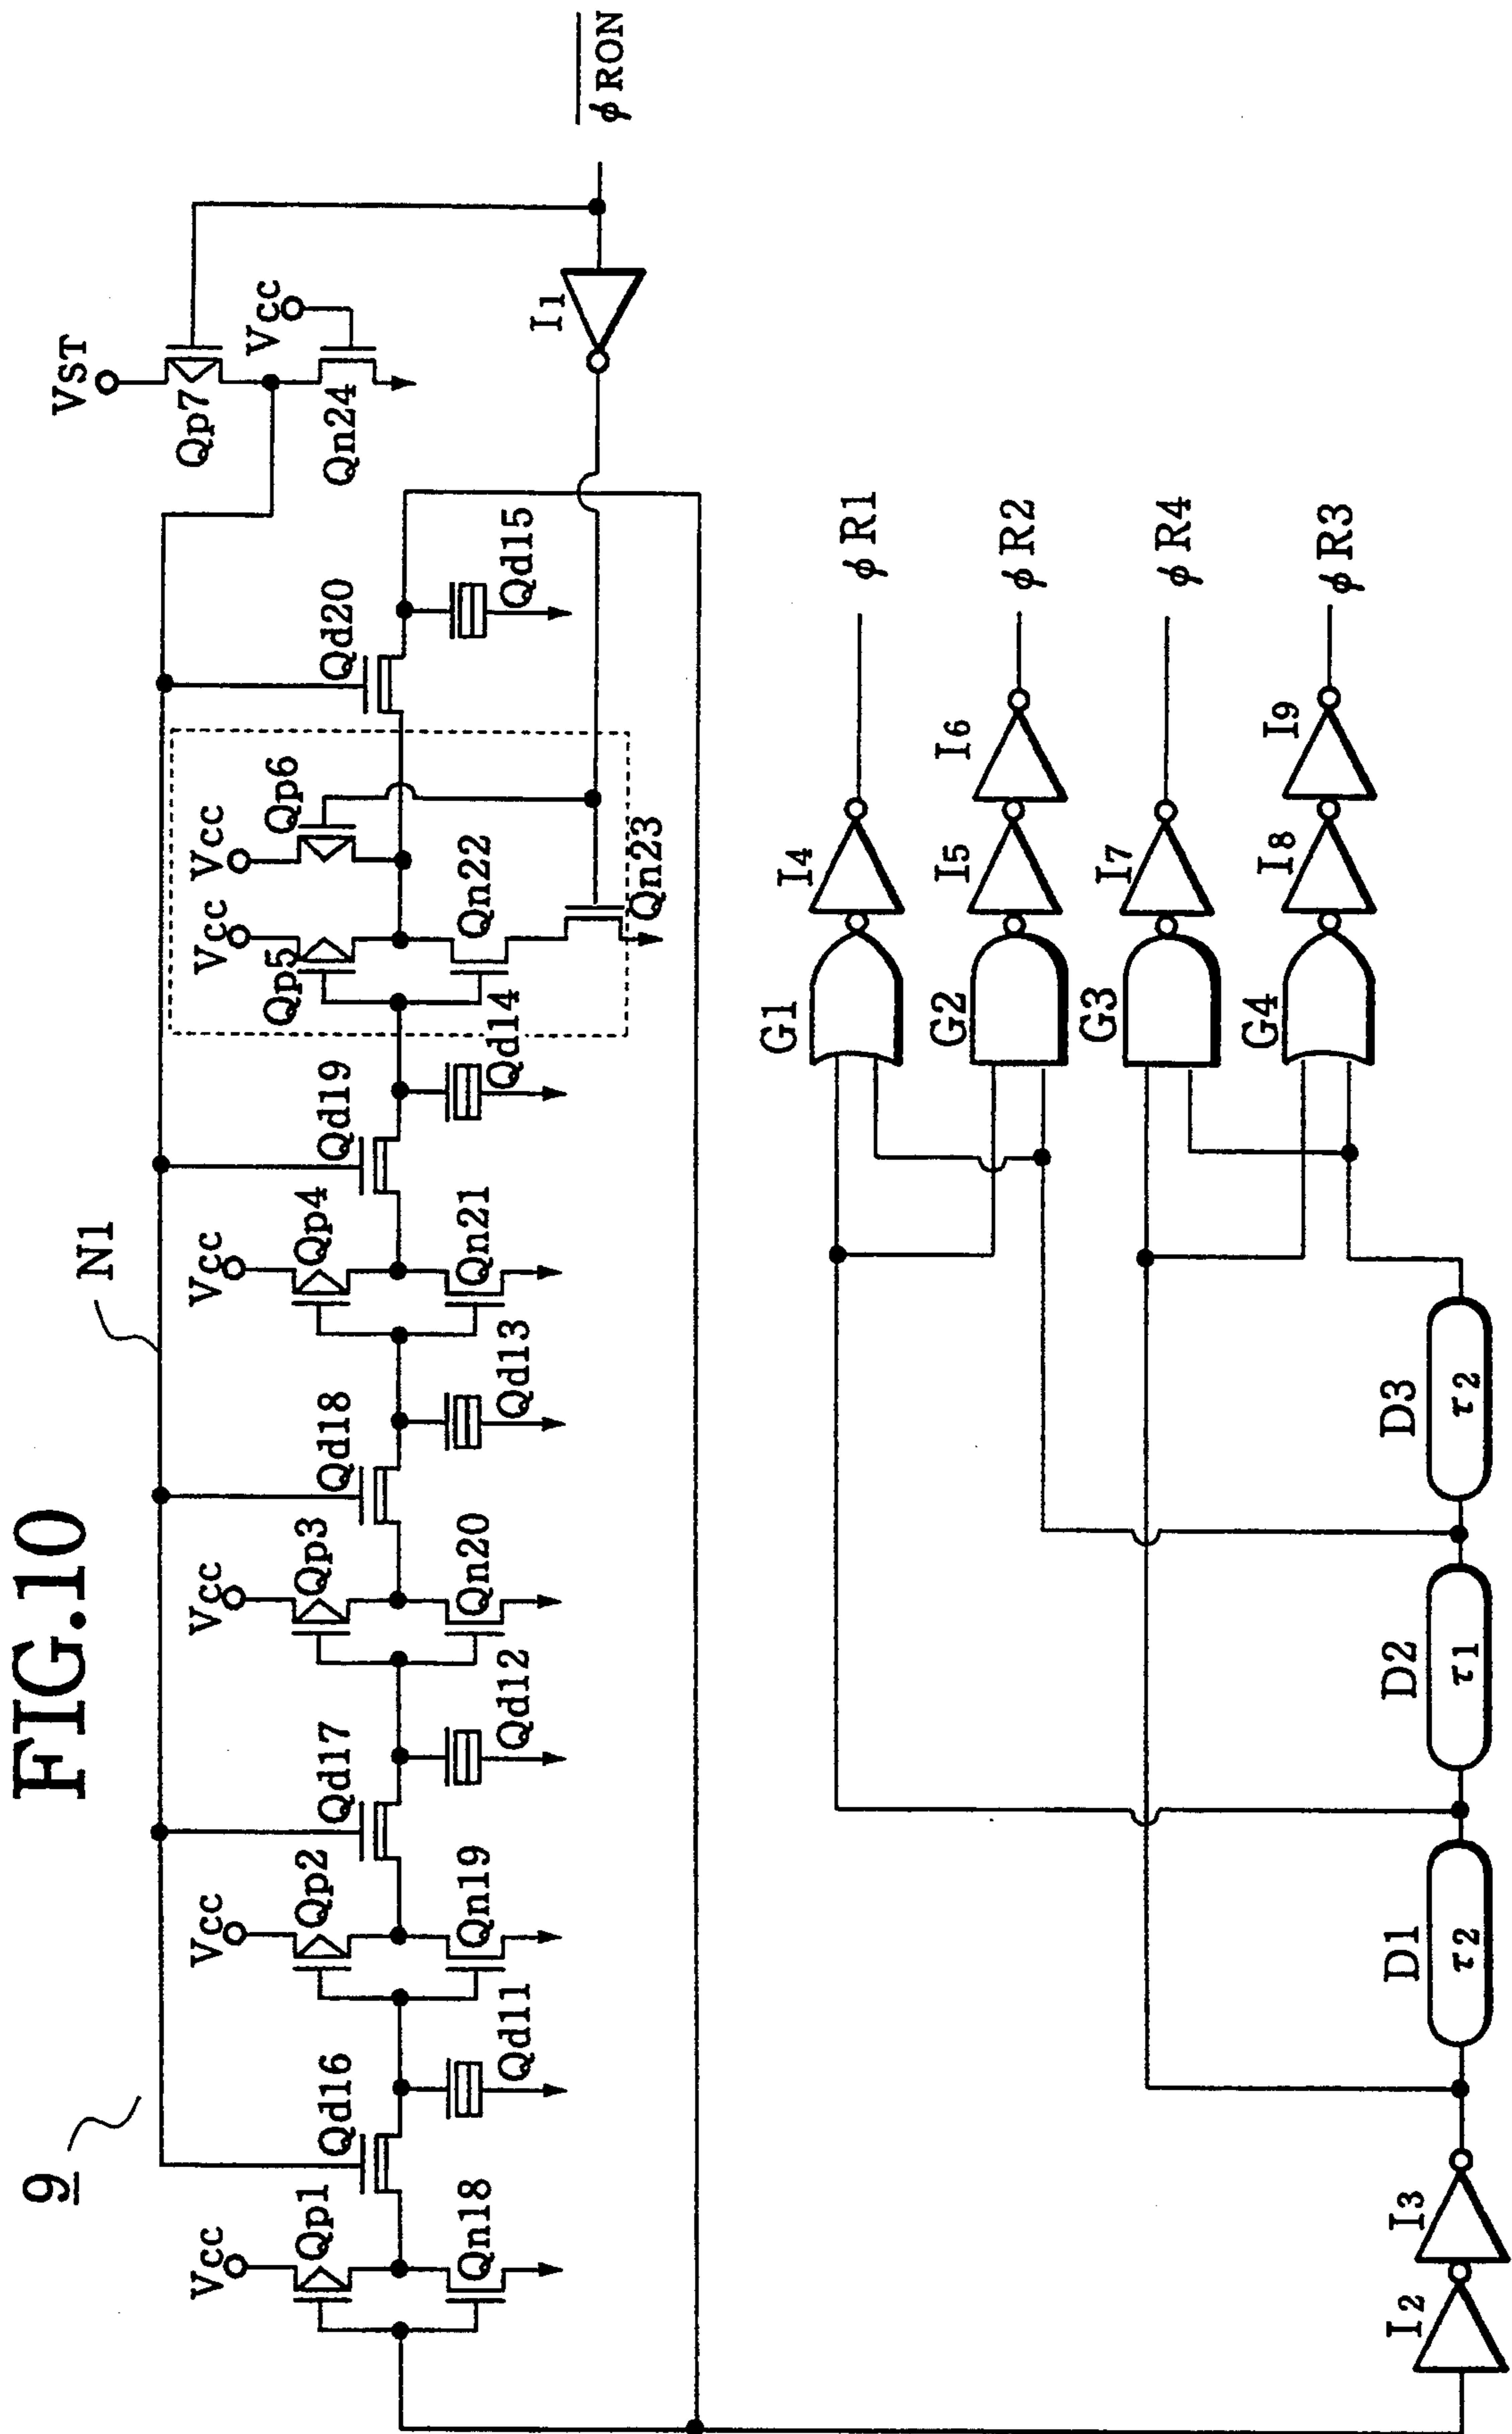 FIG.10
9
N1
VST
Qp7
VCC
Qn24
φRON
I1
VCC
Qp1
Qn18
Qd16
Qd11
VCC
Qp2
Qn19
Qd17
Qd12
VCC
Qp3
Qn20
Qd18
Qd13
VCC
Qp4
Qn21
Qd19
Qd14
VCC
Qp5
VCC
Qp6
Qn22
Qn23
Qd20
Qd15
I2
I3
D1
τ2
D2
τ1
D3
τ2
G1
I4
φR1
G2
I5
I6
φR2
G3
I7
φR4
G4
I8
I9
φR3